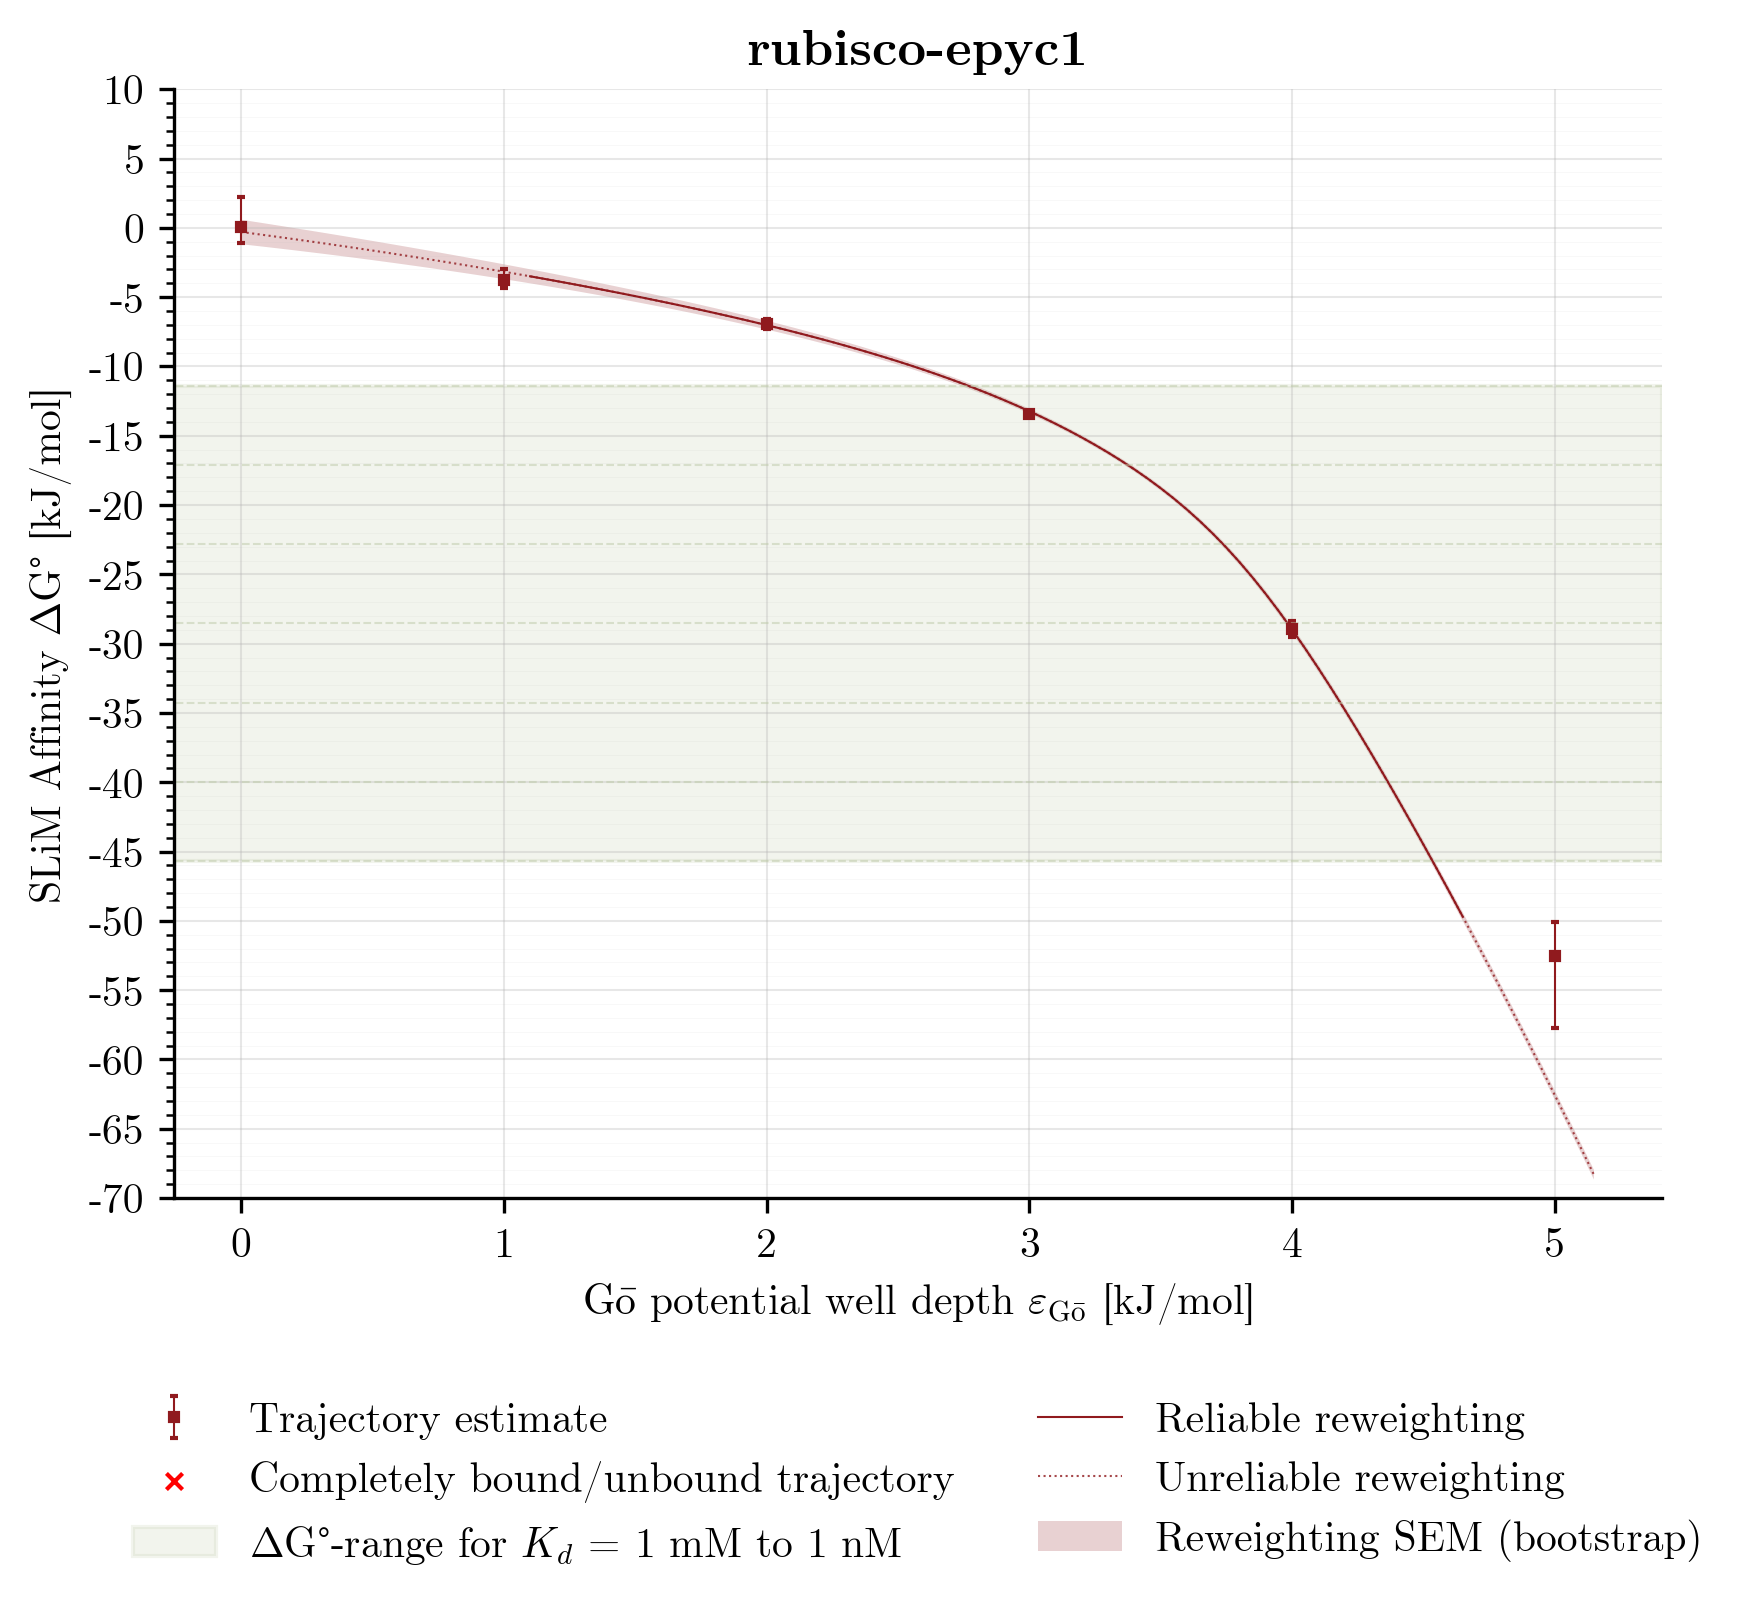 rubisco-epyc1
10
5
0
-5
-10
-15
-20
-25
-30
-35
-40
-45
-50
-55
-60
-65
-70
SLiM Affinity ΔG° [kJ/mol]
0 1 2 3 4 5
Gō potential well depth εGō [kJ/mol]
Trajectory estimate
Completely bound/unbound trajectory
ΔG°-range for Kd = 1 mM to 1 nM
Reliable reweighting
Unreliable reweighting
Reweighting SEM (bootstrap)